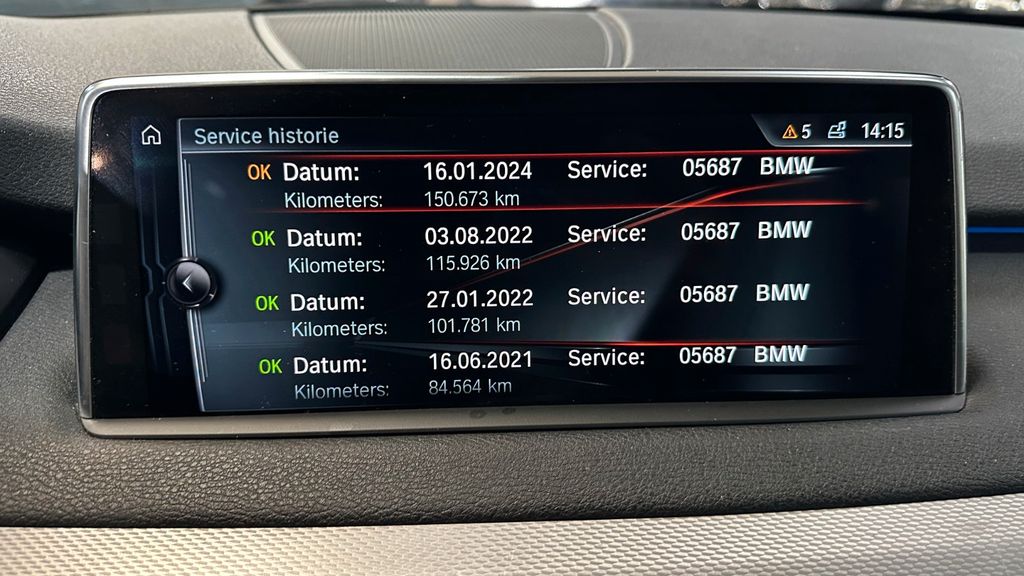 Service historie 5 14:15
OK Datum: 16.01.2024 Service: 05687 BMW
Kilometers: 150.673 km
OK Datum: 03.08.2022 Service: 05687 BMW
Kilometers: 115.926 km
OK Datum: 27.01.2022 Service: 05687 BMW
Kilometers: 101.781 km
OK Datum: 16.06.2021 Service: 05687 BMW
Kilometers: 84.564 km